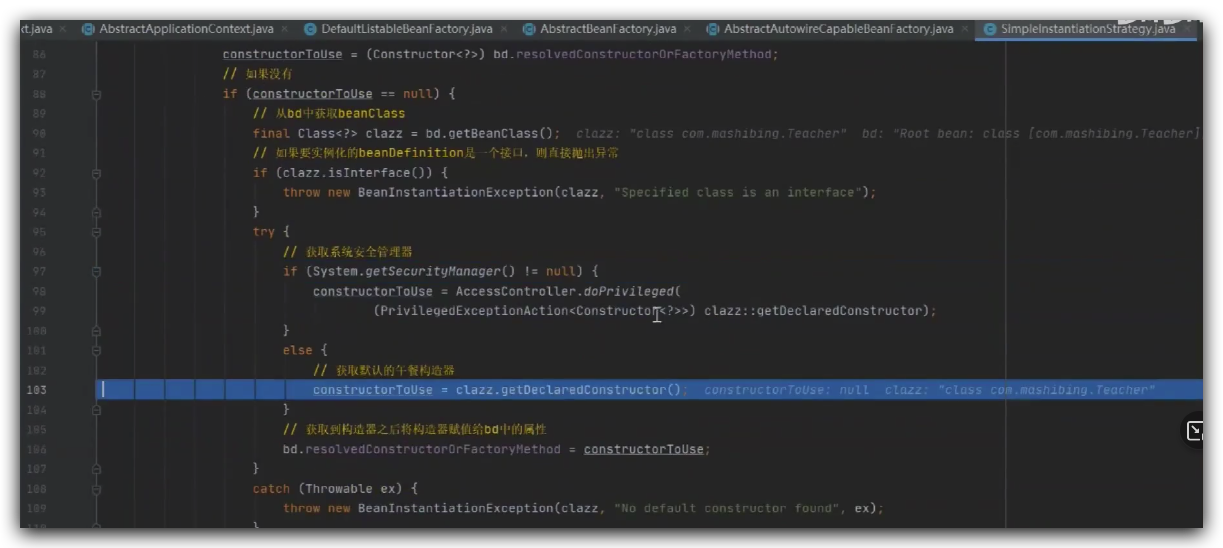 xt.java × AbstractApplicationContext.java × DefaultListableBeanFactory.java × AbstractBeanFactory.java × AbstractAutowireCapableBeanFactory.java × SimpleInstantiationStrategy.java ×
86 constructorToUse = (Constructor<?>) bd.resolvedConstructorOrFactoryMethod;
87 // 如果没有
88 if (constructorToUse == null) {
89 // 从bd中获取beanClass
90 final Class<?> clazz = bd.getBeanClass(); clazz: "class com.mashibing.Teacher" bd: "Root bean: class [com.mashibing.Teacher]
91 // 如果要实例化的beanDefinition是一个接口，则直接抛出异常
92 if (clazz.isInterface()) {
93 throw new BeanInstantiationException(clazz, "Specified class is an interface");
94 }
95 try {
96 // 获取系统安全管理器
97 if (System.getSecurityManager() != null) {
98 constructorToUse = AccessController.doPrivileged(
99 (PrivilegedExceptionAction<Constructor<?>>) clazz::getDeclaredConstructor);
100 }
101 else {
102 // 获取默认的午餐构造器
103 constructorToUse = clazz.getDeclaredConstructor(); constructorToUse: null clazz: "class com.mashibing.Teacher"
104 }
105 // 获取到构造器之后将构造器赋值给bd中的属性
106 bd.resolvedConstructorOrFactoryMethod = constructorToUse;
107 }
108 catch (Throwable ex) {
109 throw new BeanInstantiationException(clazz, "No default constructor found", ex);
110 }